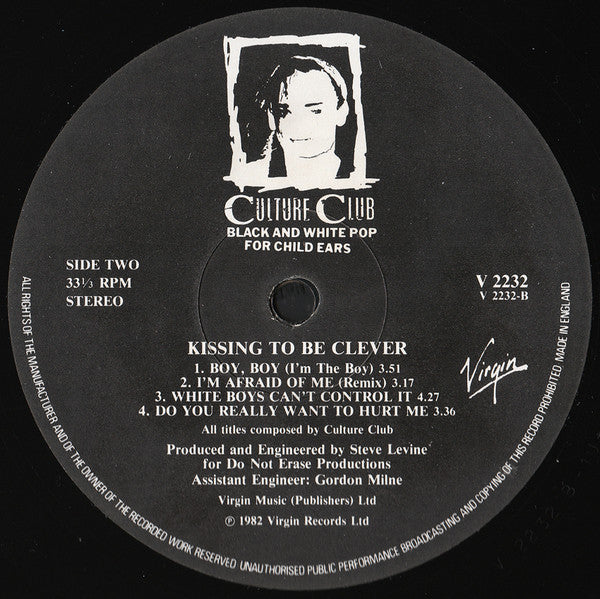 CULTURE CLUB
BLACK AND WHITE POP
FOR CHILD EARS
SIDE TWO
33⅓ RPM
STEREO
V 2232
V 2232-B
KISSING TO BE CLEVER
1. BOY, BOY (I'm The Boy) 3.51
2. I'M AFRAID OF ME (Remix) 3.17
3. WHITE BOYS CAN'T CONTROL IT 4.27
4. DO YOU REALLY WANT TO HURT ME 3.36
All titles composed by Culture Club
Produced and Engineered by Steve Levine
for Do Not Erase Productions
Assistant Engineer: Gordon Milne
Virgin Music (Publishers) Ltd
℗ 1982 Virgin Records Ltd
Virgin
ALL RIGHTS OF THE MANUFACTURER AND OF THE OWNER OF THE RECORDED WORK RESERVED UNAUTHORISED PUBLIC PERFORMANCE BROADCASTING AND COPYING OF THIS RECORD PROHIBITED MADE IN ENGLAND
V 2232 B